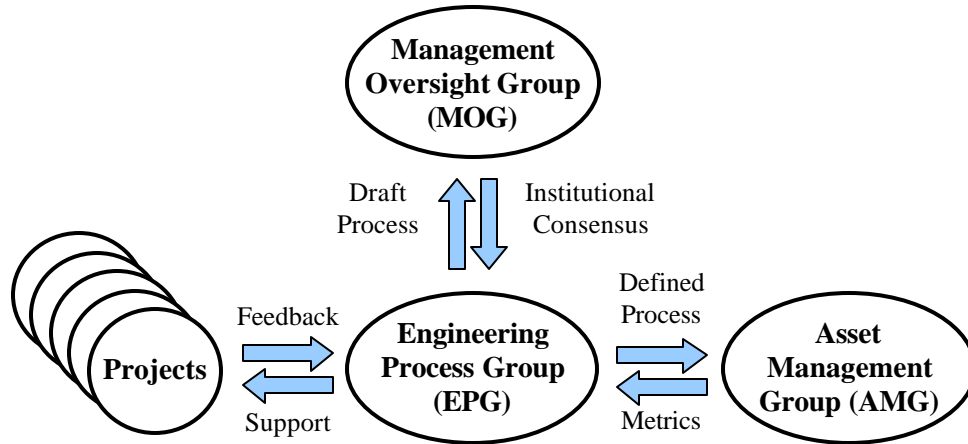 Management
Oversight Group
(MOG)
Draft
Process
Institutional
Consensus
Projects
Feedback
Support
Engineering
Process Group
(EPG)
Defined
Process
Metrics
Asset
Management
Group (AMG)